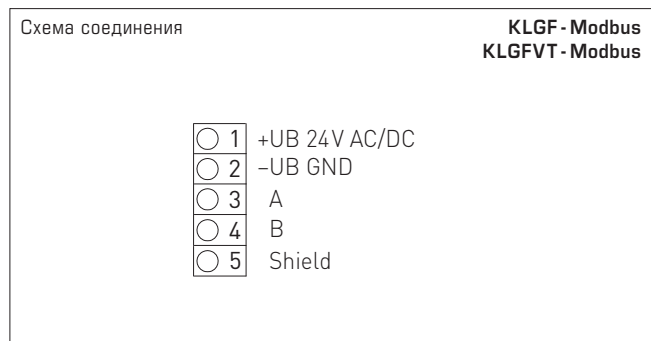 Схема соединения
KLGF - Modbus
KLGFVT - Modbus
1 +UB 24V AC/DC
2 –UB GND
3 A
4 B
5 Shield